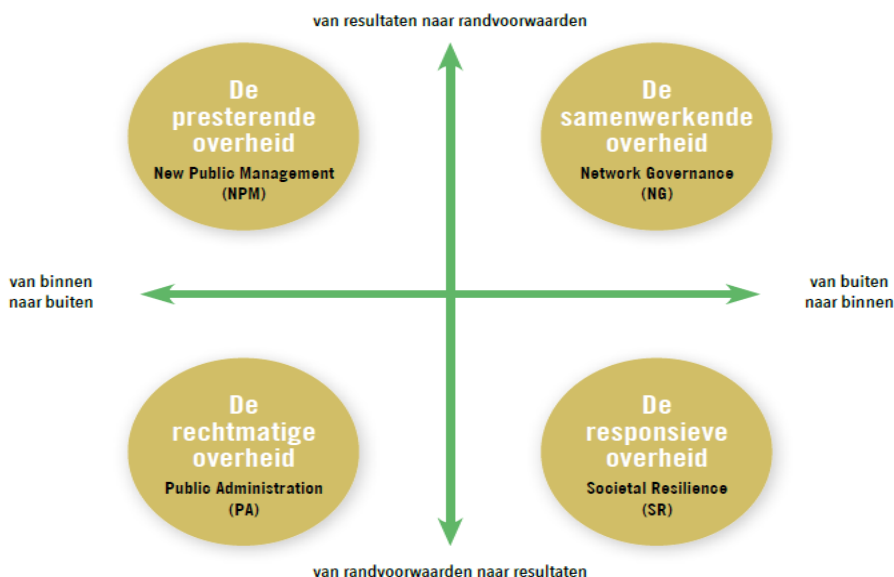 van resultaten naar randvoorwaarden
De
presterende
overheid
New Public Management
(NPM)
De
samenwerkende
overheid
Network Governance
(NG)
van binnen
naar buiten
van buiten
naar binnen
De
rechtmatige
overheid
Public Administration
(PA)
De
responsieve
overheid
Societal Resilience
(SR)
van randvoorwaarden naar resultaten